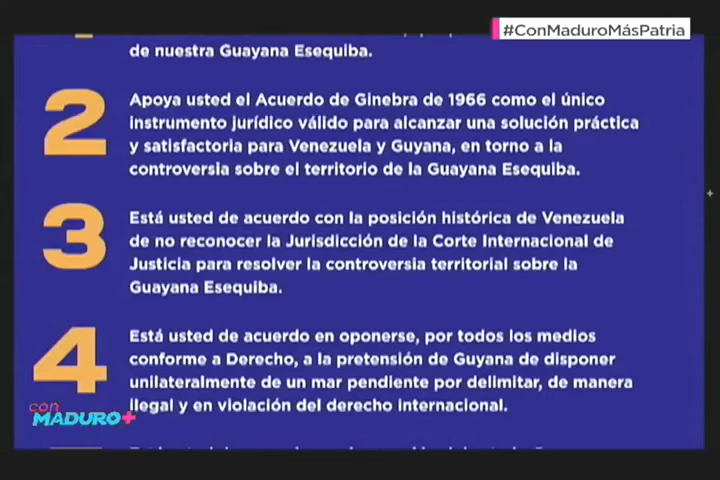 #ConMaduroMásPatria
de nuestra Guayana Esequiba.
2
Apoya usted el Acuerdo de Ginebra de 1966 como el único
instrumento jurídico válido para alcanzar una solución práctica
y satisfactoria para Venezuela y Guyana, en torno a la
controversia sobre el territorio de la Guayana Esequiba.
3
Está usted de acuerdo con la posición histórica de Venezuela
de no reconocer la Jurisdicción de la Corte Internacional de
Justicia para resolver la controversia territorial sobre la
Guayana Esequiba.
4
Está usted de acuerdo en oponerse, por todos los medios
conforme a Derecho, a la pretensión de Guyana de disponer
unilateralmente de un mar pendiente por delimitar, de manera
ilegal y en violación del derecho internacional.
con
MADURO+